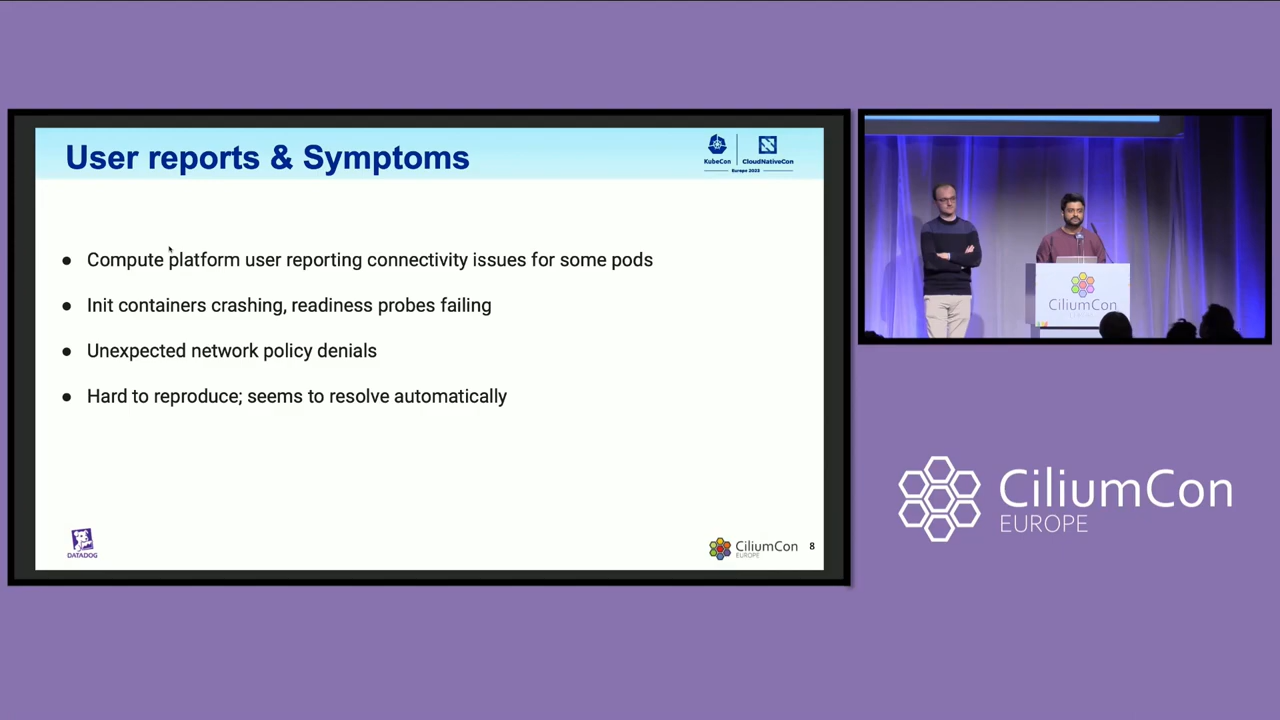 User reports & Symptoms
KubeCon
CloudNativeCon
Europe 2023
● Compute platform user reporting connectivity issues for some pods
● Init containers crashing, readiness probes failing
● Unexpected network policy denials
● Hard to reproduce; seems to resolve automatically
DATADOG
CiliumCon
EUROPE
8
CiliumCon
CiliumCon
EUROPE